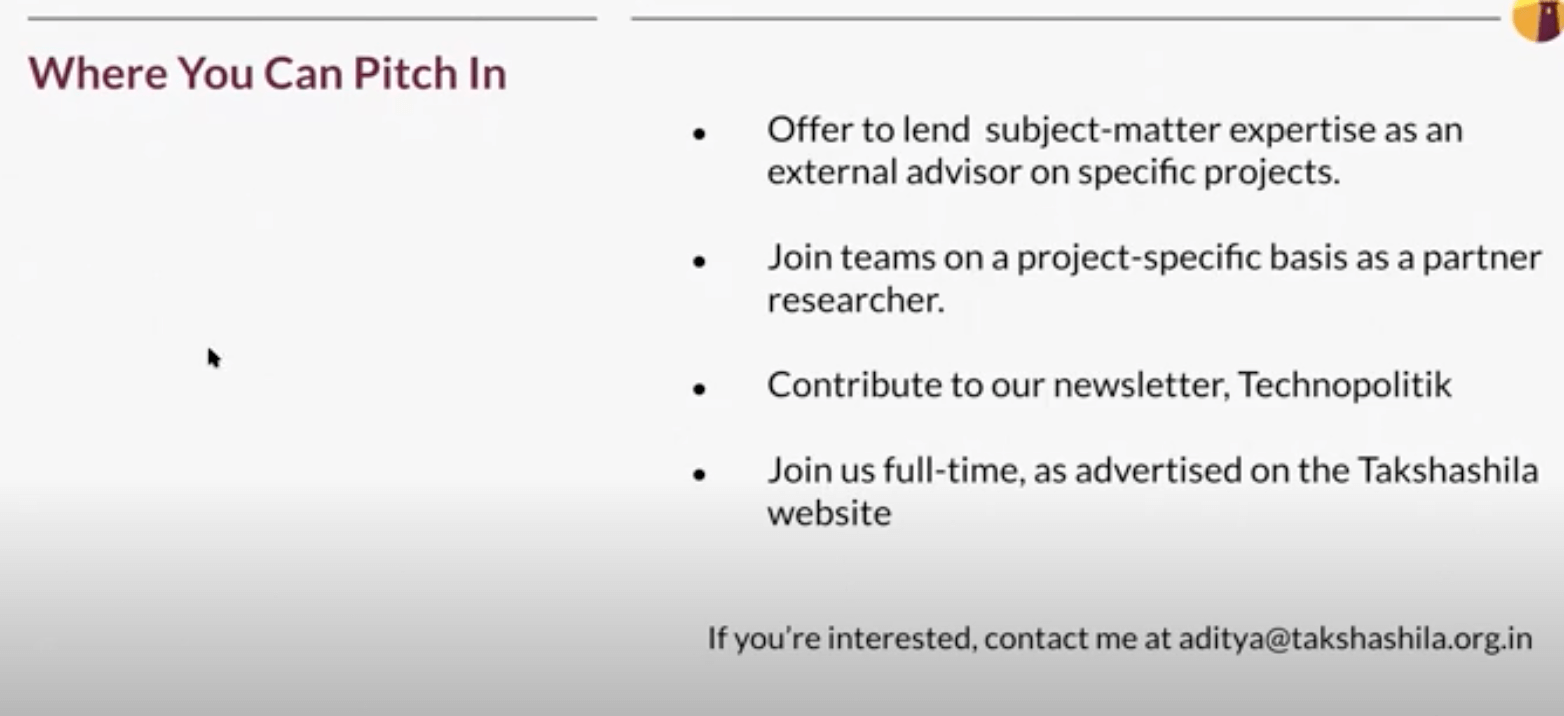 Where You Can Pitch In
• Offer to lend  subject-matter expertise as an
external advisor on specific projects.
• Join teams on a project-specific basis as a partner
researcher.
• Contribute to our newsletter, Technopolitik
• Join us full-time, as advertised on the Takshashila
website
If you’re interested, contact me at aditya@takshashila.org.in